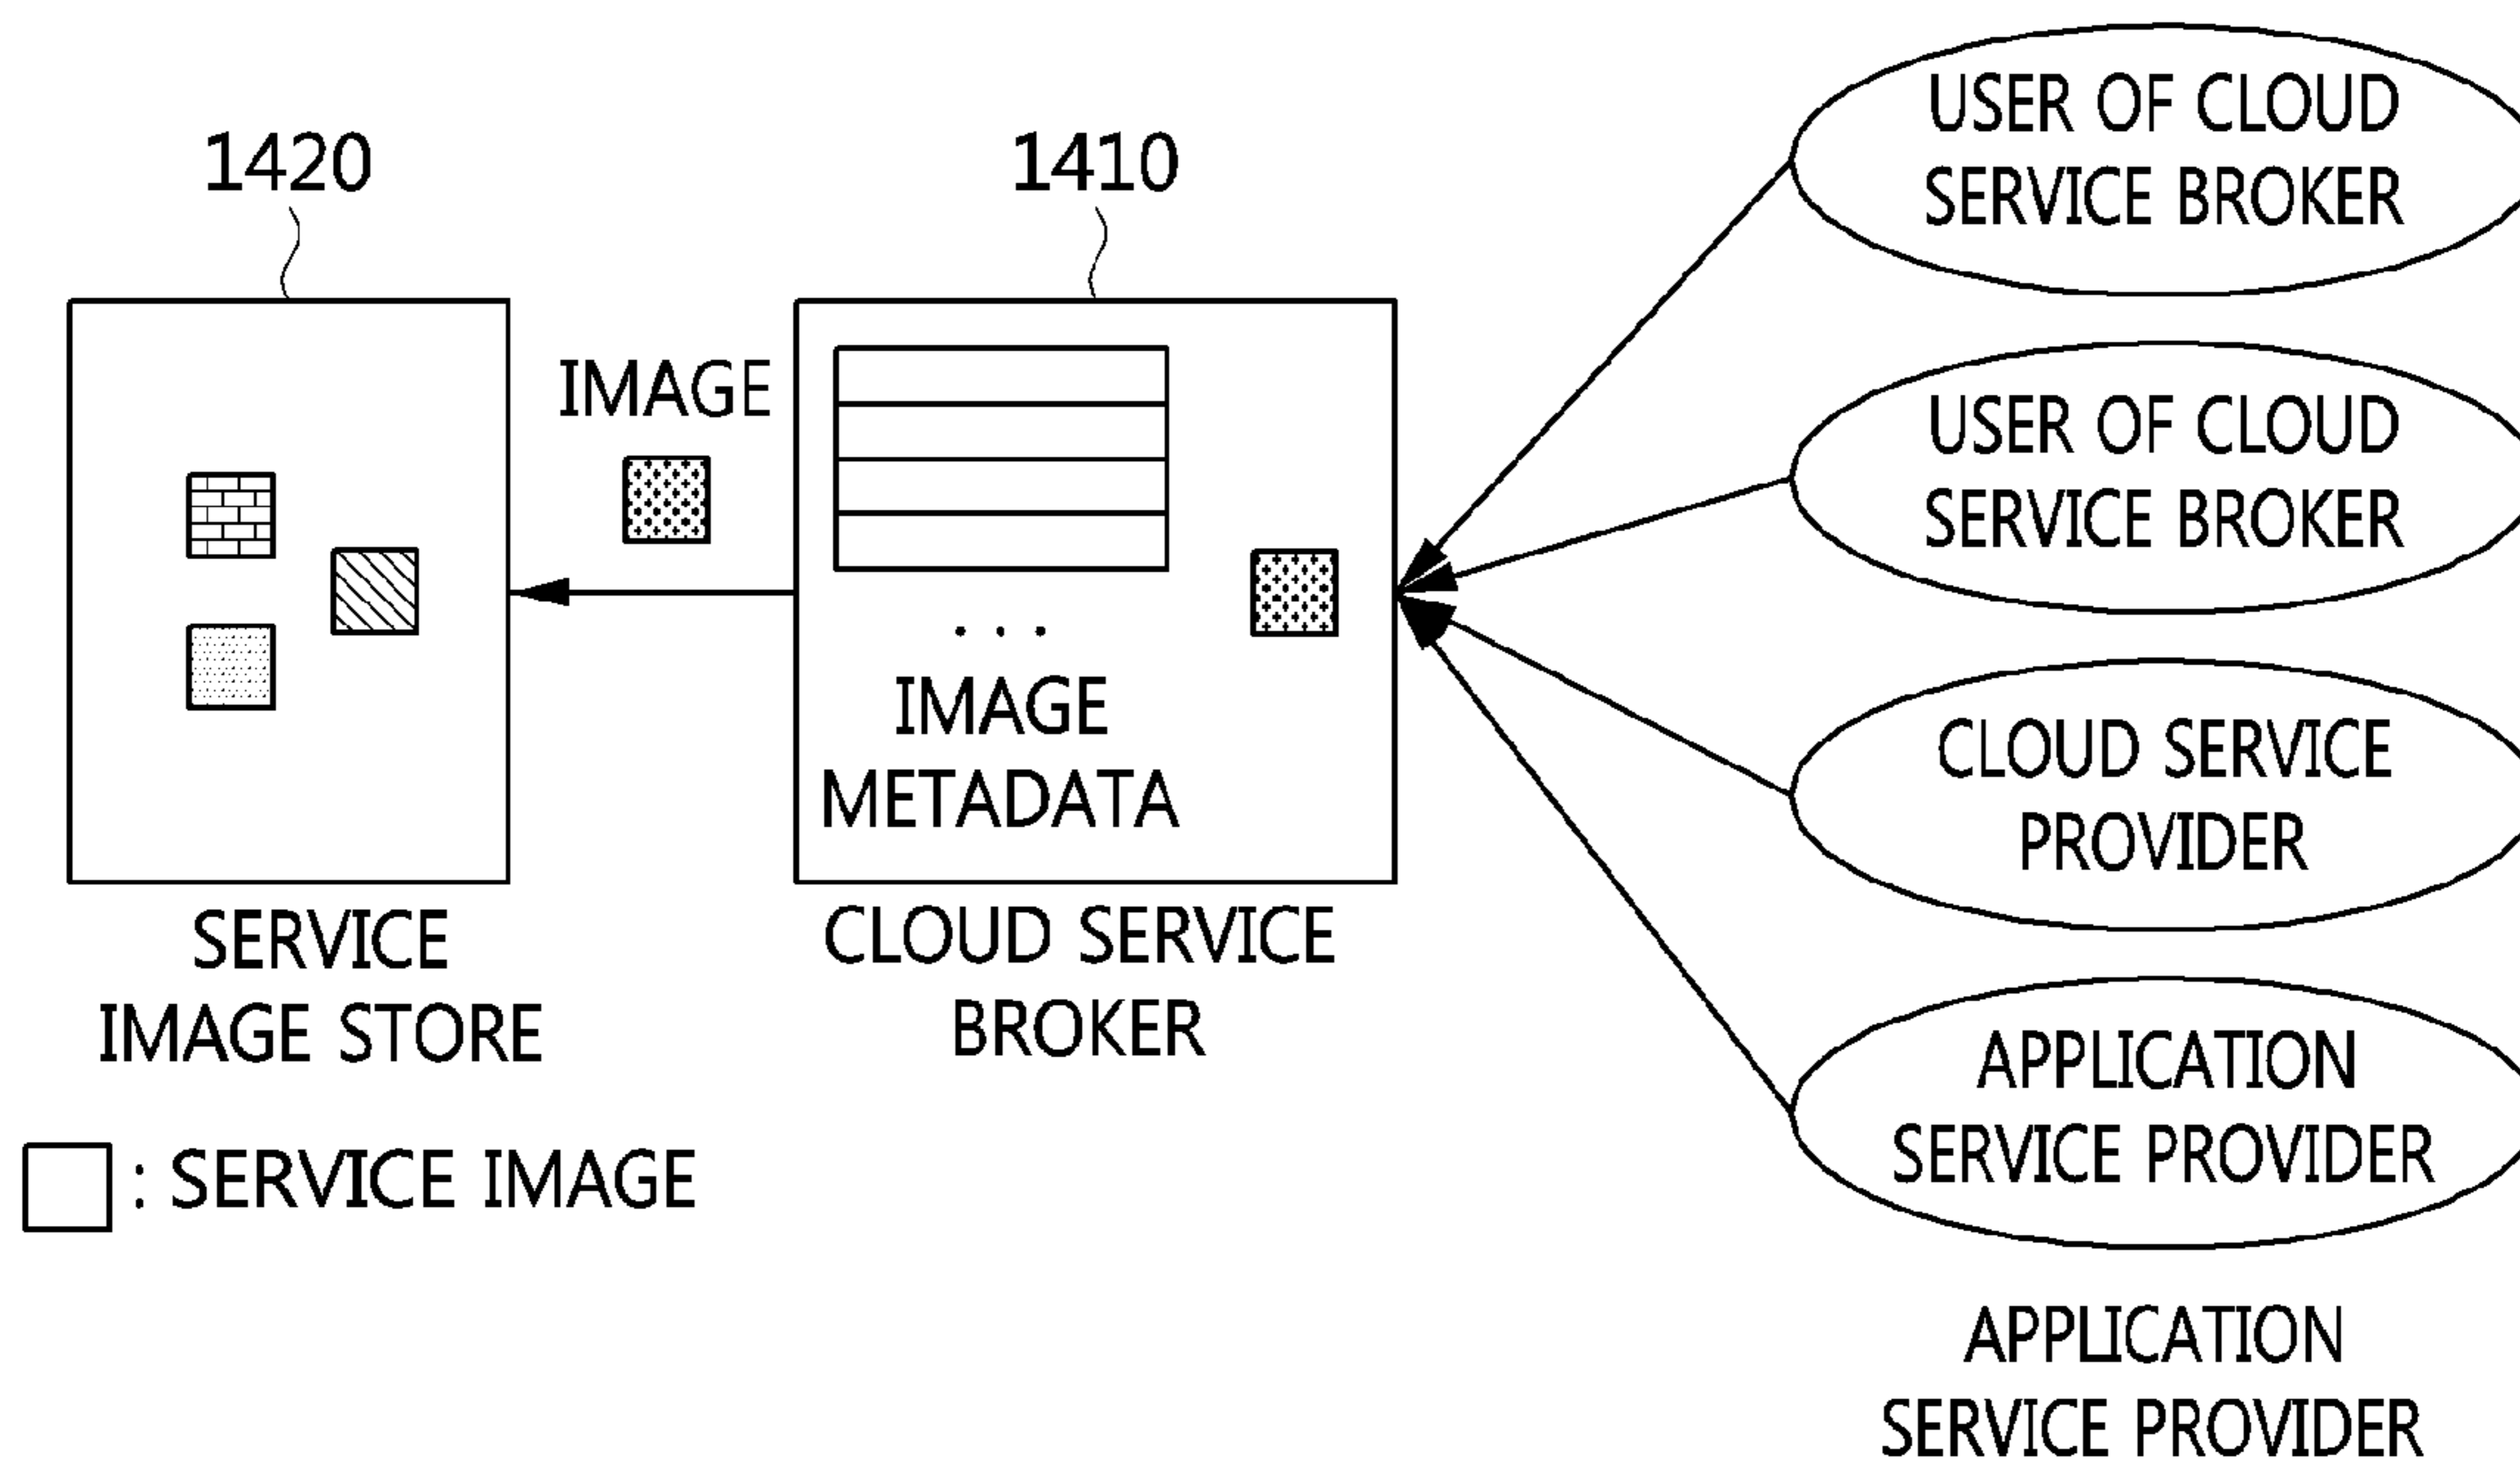 1420
1410
IMAGE
. . .
IMAGE
METADATA
SERVICE
IMAGE STORE
CLOUD SERVICE
BROKER
: SERVICE IMAGE
USER OF CLOUD
SERVICE BROKER
USER OF CLOUD
SERVICE BROKER
CLOUD SERVICE
PROVIDER
APPLICATION
SERVICE PROVIDER
APPLICATION
SERVICE PROVIDER